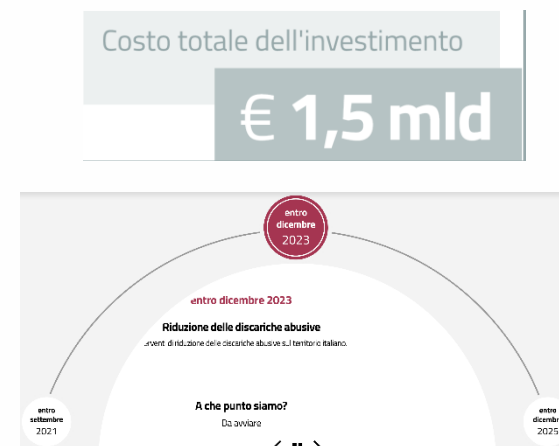 Costo totale dell'investimento
€ 1,5 mld
entro
dicembre
2023
entro dicembre 2023
Riduzione delle discariche abusive
di riduzione delle discariche abusive sul territorio italiano.
entro
settembre
2021
A che punto siamo?
Da avviare
entro
dicembre
2025